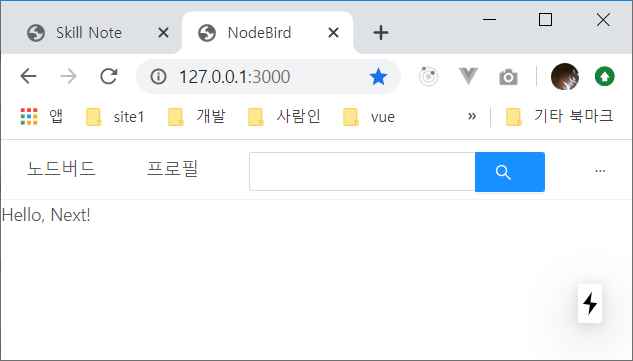 Skill Note NodeBird
127.0.0.1:3000
앱 site1 개발 사람인 vue » 기타 북마크
노드버드 프로필 ...
Hello, Next!